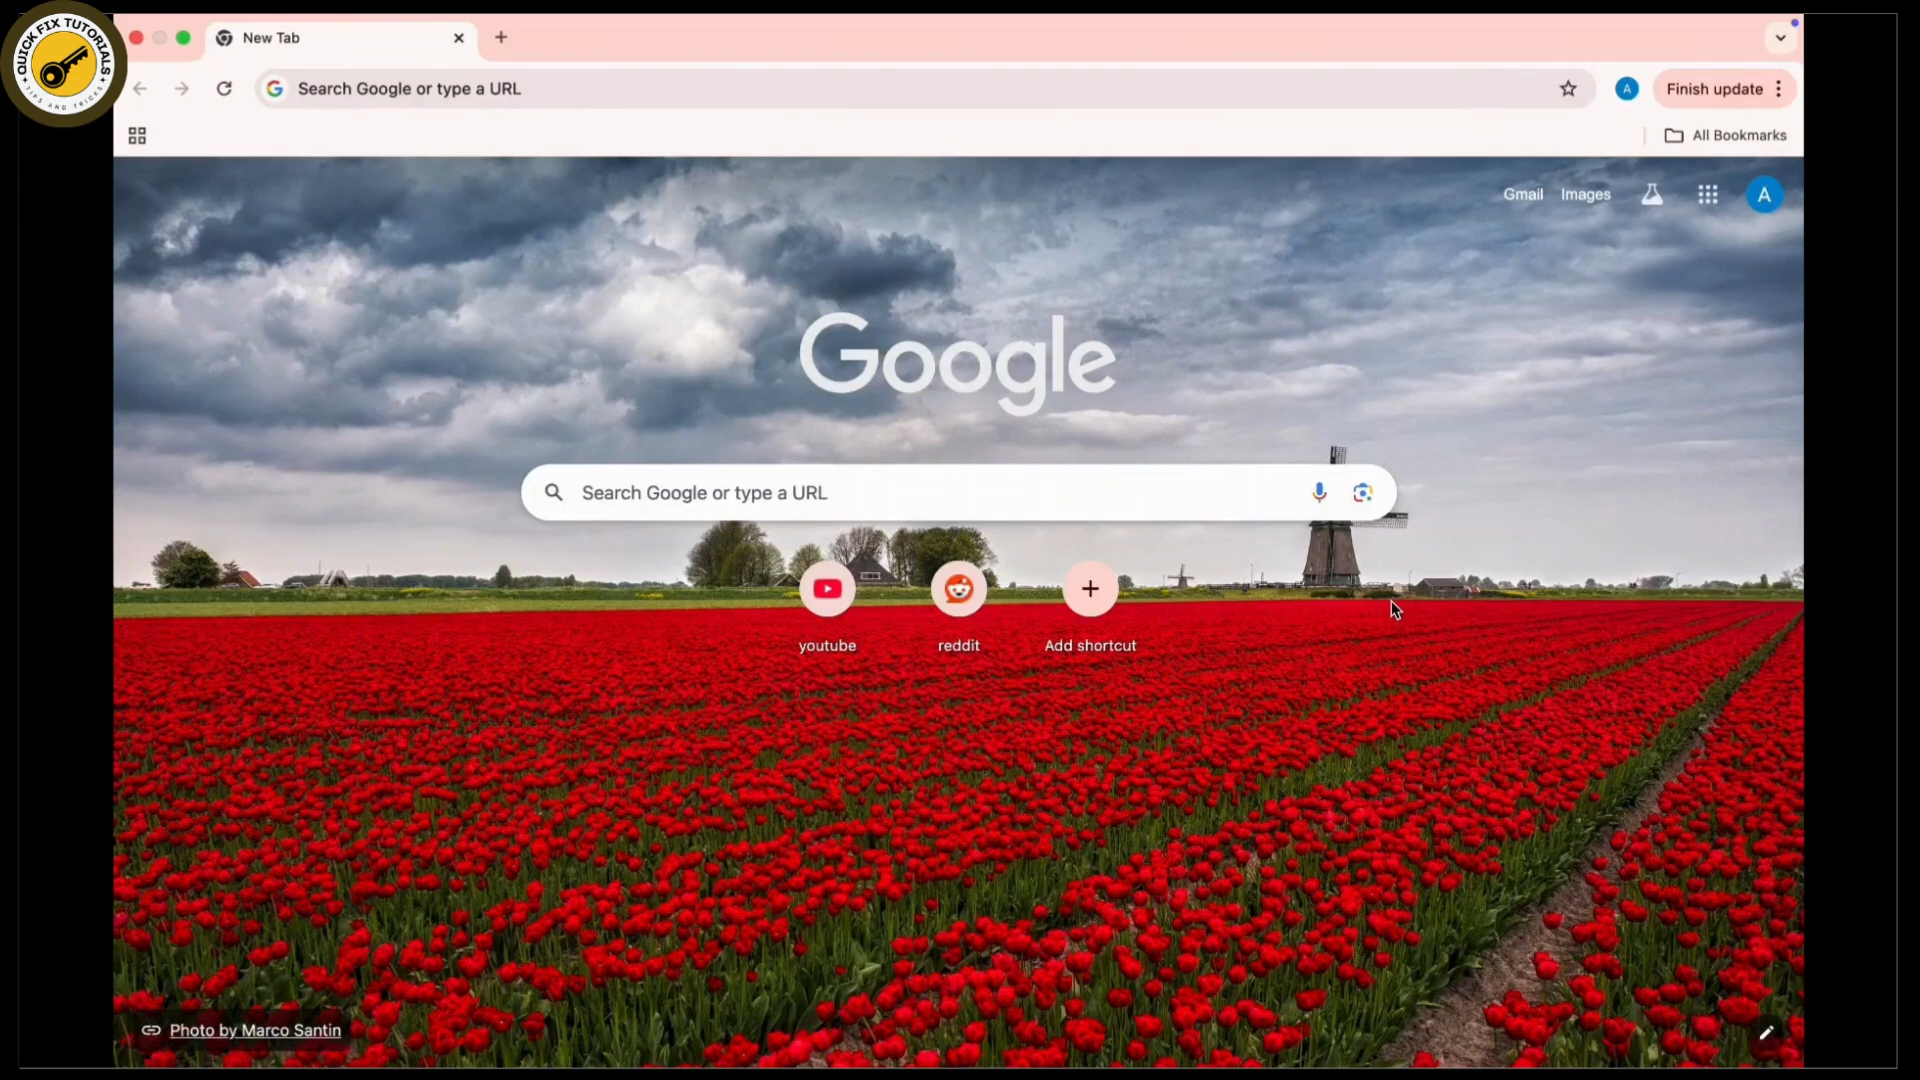 QUICK FIX TUTORIALS
TIPS AND TRICKS
New Tab
Search Google or type a URL
A
Finish update
All Bookmarks
Gmail
Images
A
Google
Search Google or type a URL
youtube
reddit
Add shortcut
Photo by Marco Santin